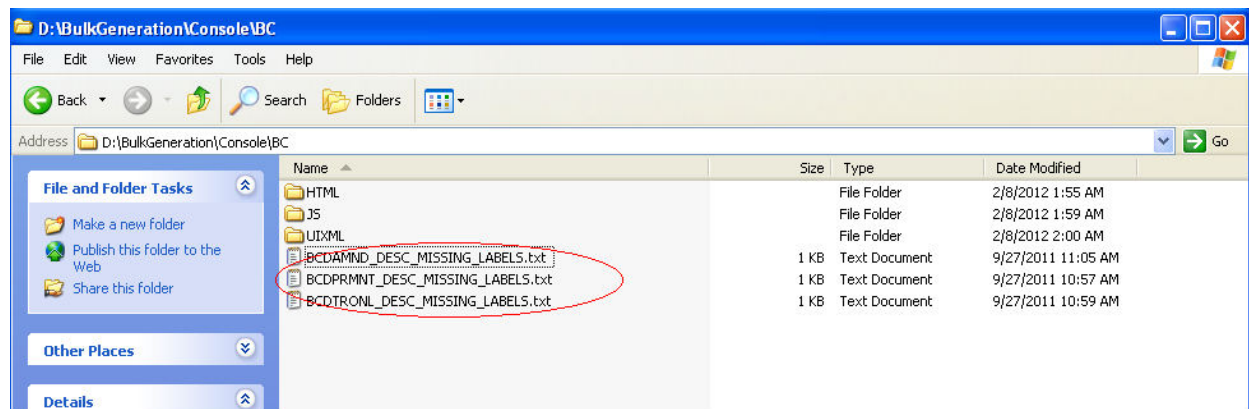 D:\BulkGeneration\Console\BC
File Edit View Favorites Tools Help
Back Search Folders
Address D:\BulkGeneration\Console\BC Go
Name Size Type Date Modified
File and Folder Tasks
Make a new folder
Publish this folder to the
Web
Share this folder
Other Places
Details
HTML File Folder 2/8/2012 1:55 AM
JS File Folder 2/8/2012 1:59 AM
UIXML File Folder 2/8/2012 2:00 AM
BCDAMND_DESC_MISSING_LABELS.txt 1 KB Text Document 9/27/2011 11:05 AM
BCDPRMNT_DESC_MISSING_LABELS.txt 1 KB Text Document 9/27/2011 10:57 AM
BCDTRONL_DESC_MISSING_LABELS.txt 1 KB Text Document 9/27/2011 10:59 AM